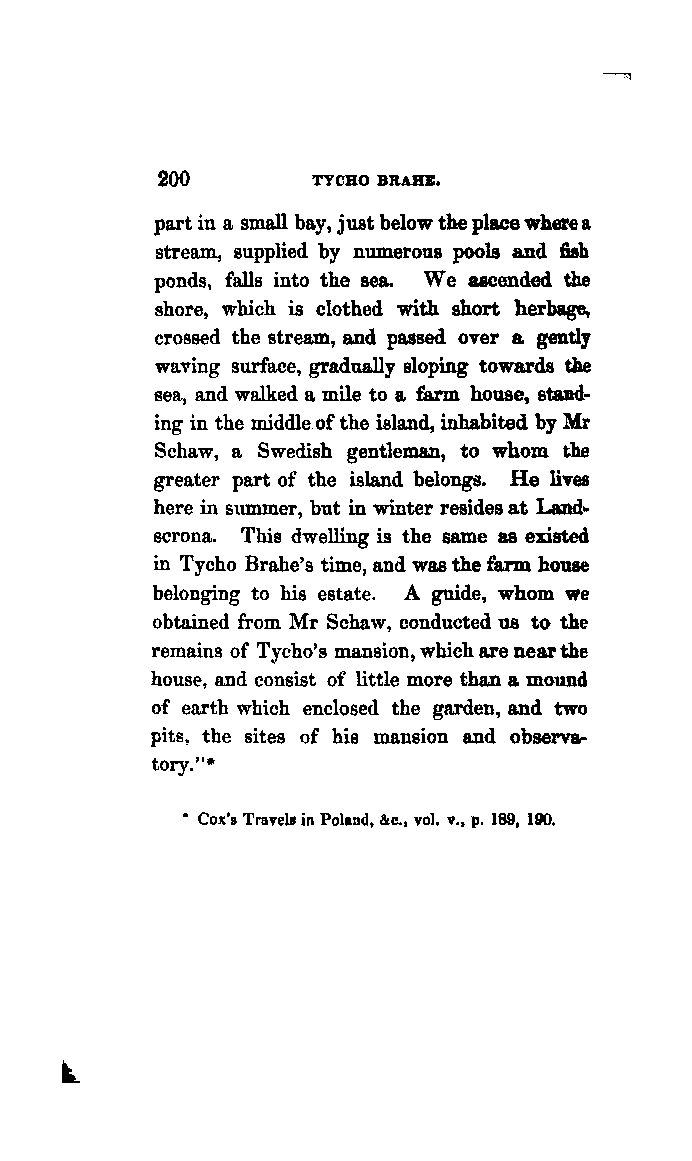 200 TYCHO BRAHE.
part in a small bay, just below the place where a
stream, supplied by numerous pools and fish
ponds, falls into the sea. We ascended the
shore, which is clothed with short herbage,
crossed the stream, and passed over a gently
waving surface, gradually sloping towards the
sea, and walked a mile to a farm house, stand-
ing in the middle of the island, inhabited by Mr
Schaw, a Swedish gentleman, to whom the
greater part of the island belongs. He lives
here in summer, but in winter resides at Land-
scrona. This dwelling is the same as existed
in Tycho Brahe's time, and was the farm house
belonging to his estate. A guide, whom we
obtained from Mr Schaw, conducted us to the
remains of Tycho's mansion, which are near the
house, and consist of little more than a mound
of earth which enclosed the garden, and two
pits, the sites of his mansion and observa-
tory."*
* Cox's Travels in Poland, &c., vol. v., p. 189, 190.